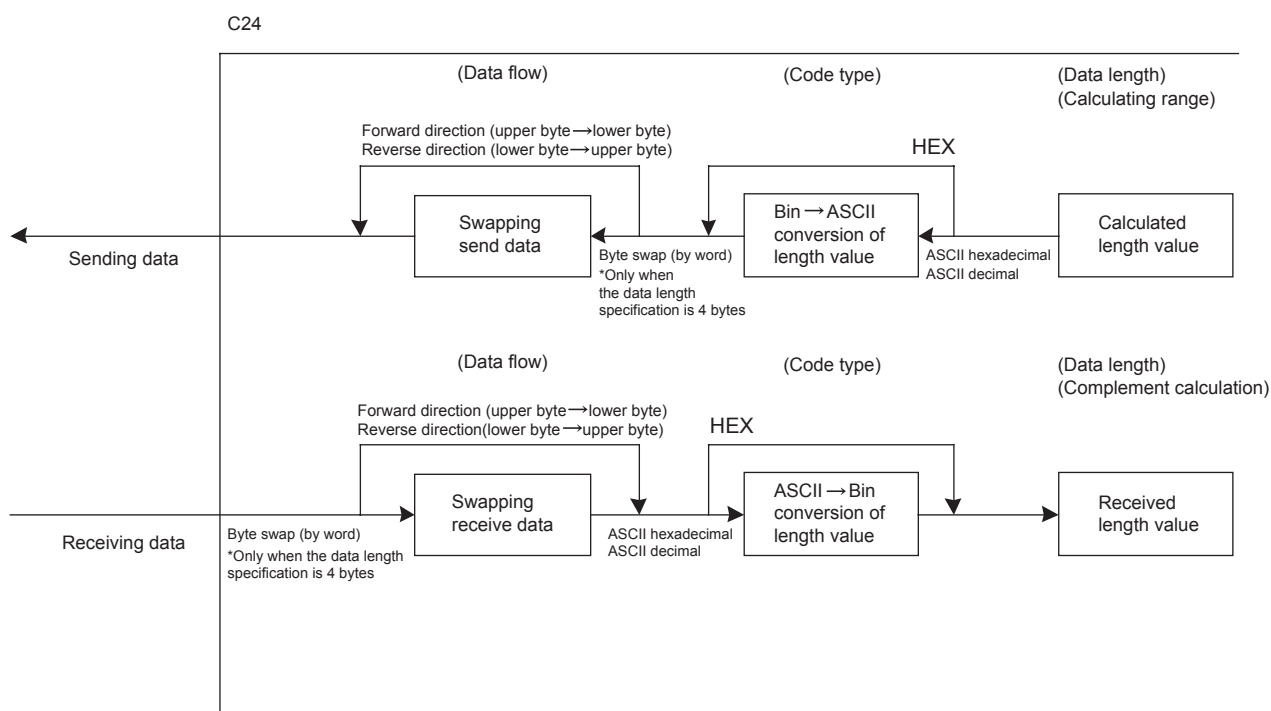 C24
(Data flow)
(Code type)
(Data length)
(Calculating range)
Forward direction (upper byte→lower byte)
Reverse direction (lower byte→upper byte)
HEX
Swapping
send data
Bin→ASCII
conversion of
length value
Calculated
length value
Sending data
Byte swap (by word)
*Only when
the data length
specification is 4 bytes
ASCII hexadecimal
ASCII decimal
(Data flow)
(Code type)
(Data length)
(Complement calculation)
Forward direction (upper byte→lower byte)
Reverse direction(lower byte→upper byte)
HEX
Swapping
receive data
ASCII→Bin
conversion of
length value
Received
length value
Receiving data
Byte swap (by word)
*Only when the data length
specification is 4 bytes
ASCII hexadecimal
ASCII decimal